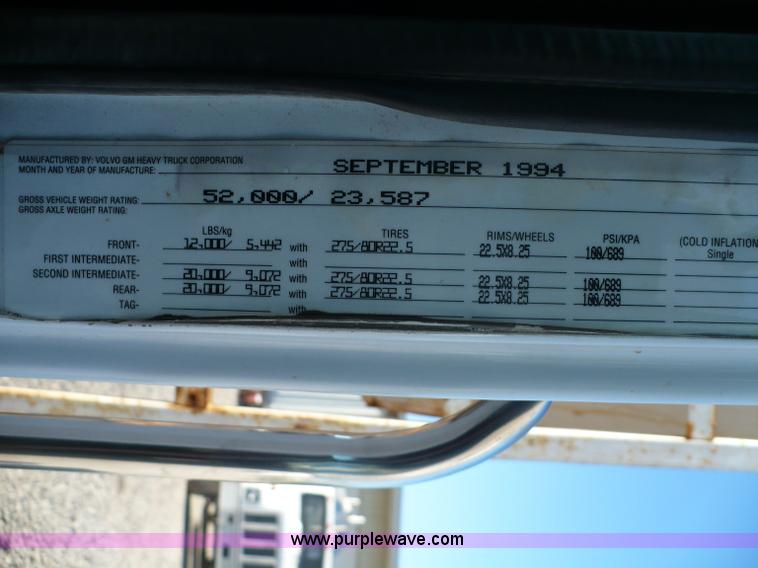 MANUFACTURED BY: VOLVO GM HEAVY TRUCK CORPORATION
MONTH AND YEAR OF MANUFACTURE: SEPTEMBER 1994
GROSS VEHICLE WEIGHT RATING: 52,000/ 23,587
GROSS AXLE WEIGHT RATING:
LBS/kg TIRES RIMS/WHEELS PSI/KPA (COLD INFLATION
FRONT- 12,000/ 5,442 with 275/80R22.5 22.5X8.25 100/689 Single
FIRST INTERMEDIATE- with
SECOND INTERMEDIATE- 20,000/ 9,072 with 275/80R22.5 22.5X8.25 100/689
REAR- 20,000/ 9,072 with 275/80R22.5 22.5X8.25 100/689
TAG- with
www.purplewave.com